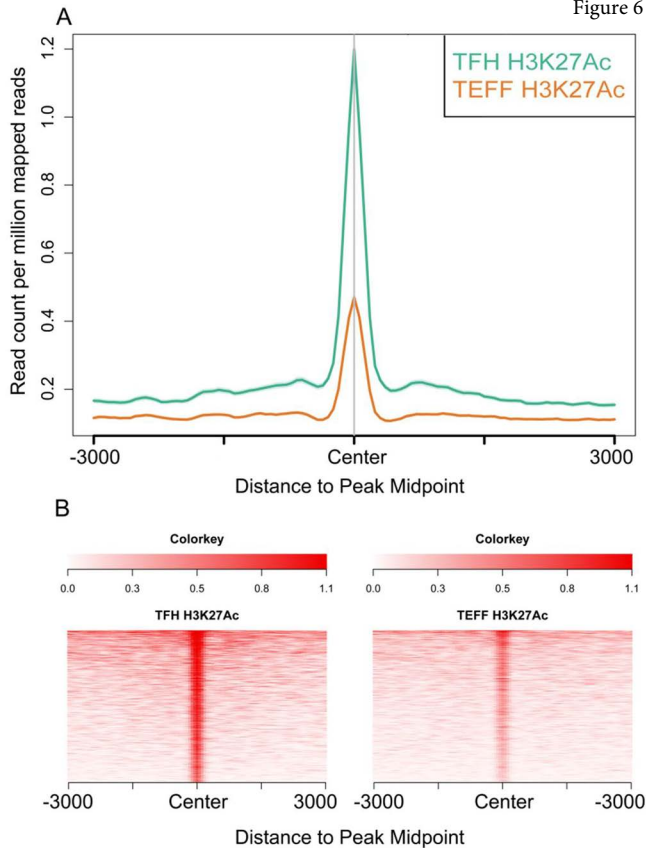 Figure 6
A
TFH H3K27Ac
TEFF H3K27Ac
Read count per million mapped reads
1.2
1.0
0.8
0.6
0.4
0.2
-3000 Center 3000
Distance to Peak Midpoint
B
Colorkey Colorkey
0.0 0.3 0.5 0.8 1.1 0.0 0.3 0.5 0.8 1.1
TFH H3K27Ac TEFF H3K27Ac
-3000 Center 3000 -3000 Center -3000
Distance to Peak Midpoint